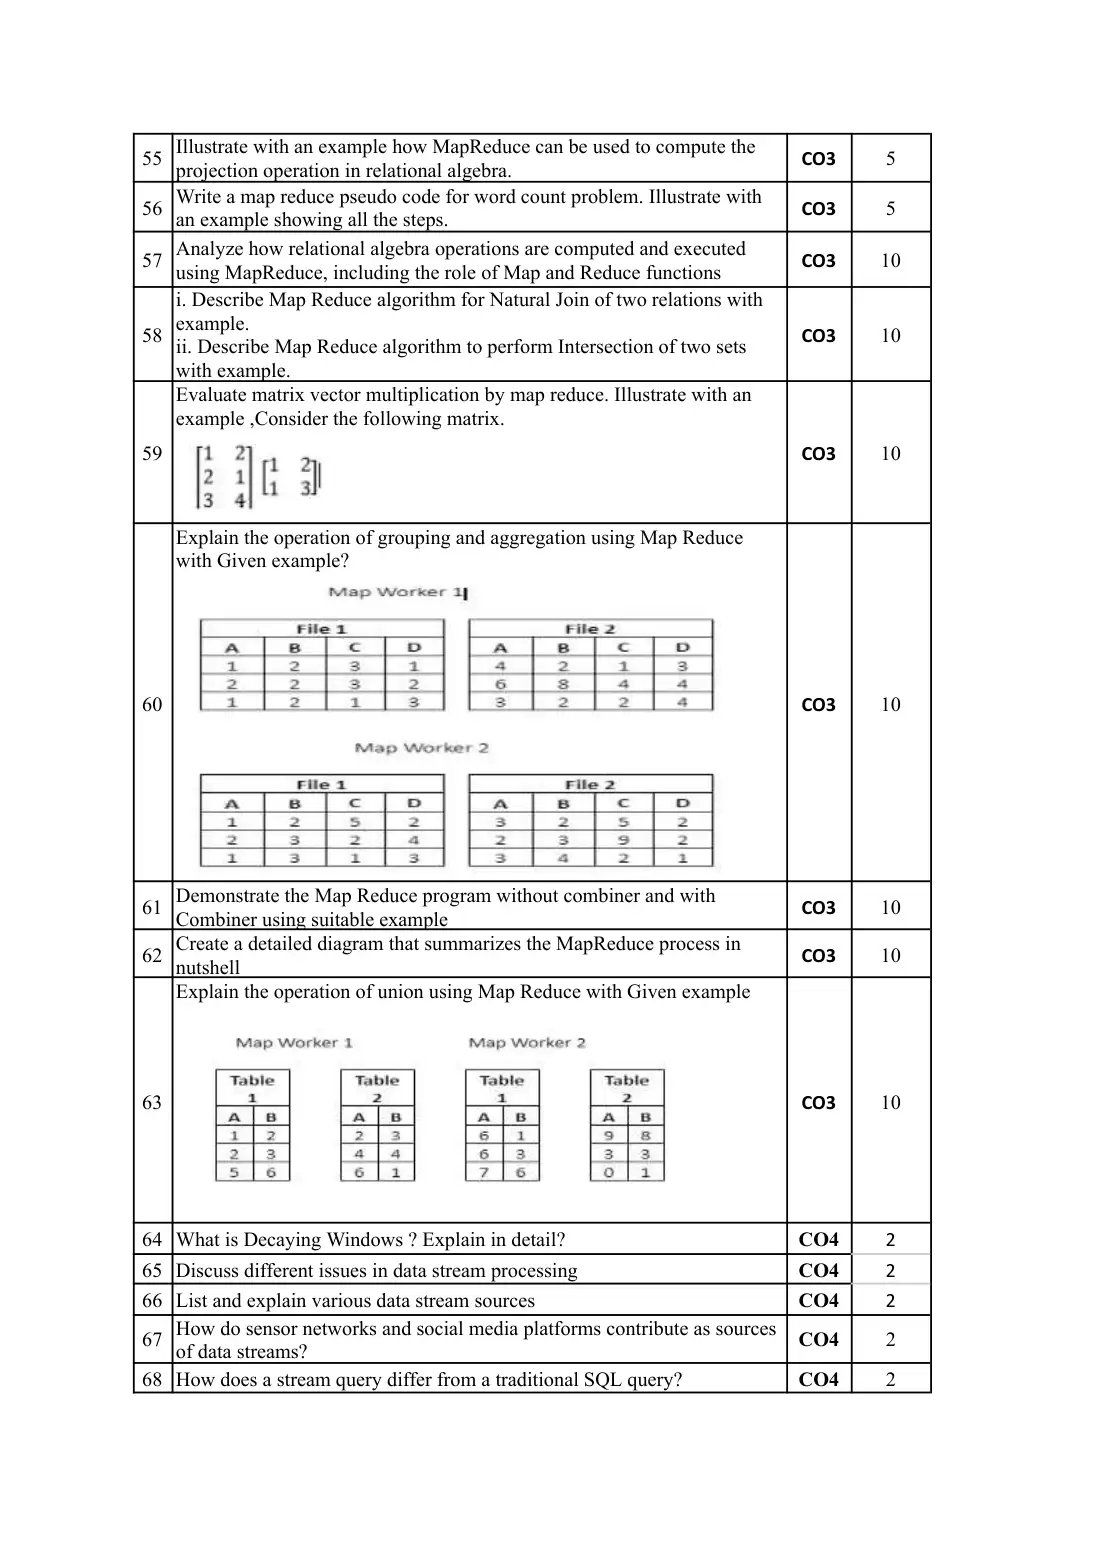 55 Illustrate with an example how MapReduce can be used to compute the CO3 5
projection operation in relational algebra.
56 Write a map reduce pseudo code for word count problem. Illustrate with CO3 5
an example showing all the steps.
57 Analyze how relational algebra operations are computed and executed CO3 10
using MapReduce, including the role of Map and Reduce functions
58 i. Describe Map Reduce algorithm for Natural Join of two relations with CO3 10
example.
ii. Describe Map Reduce algorithm to perform Intersection of two sets
with example.
59 Evaluate matrix vector multiplication by map reduce. Illustrate with an CO3 10
example ,Consider the following matrix.
1 2
2 1
3 4
1 2
1 3
60 Explain the operation of grouping and aggregation using Map Reduce CO3 10
with Given example?
Map Worker 1
File 1
A B C D
1 2 3 1
2 2 3 2
1 2 1 3
File 2
A B C D
4 2 1 3
6 8 4 4
3 2 2 4
Map Worker 2
File 1
A B C D
1 2 5 2
2 3 2 4
1 3 1 3
File 2
A B C D
3 2 5 2
2 3 9 2
3 4 2 1
61 Demonstrate the Map Reduce program without combiner and with CO3 10
Combiner using suitable example
62 Create a detailed diagram that summarizes the MapReduce process in CO3 10
nutshell
63 Explain the operation of union using Map Reduce with Given example CO3 10
Map Worker 1
Table
1
A B
1 2
2 3
5 6
Table
2
A B
2 3
4 4
6 1
Map Worker 2
Table
1
A B
6 1
6 3
7 6
Table
2
A B
9 8
3 3
0 1
64 What is Decaying Windows ? Explain in detail? CO4 2
65 Discuss different issues in data stream processing CO4 2
66 List and explain various data stream sources CO4 2
67 How do sensor networks and social media platforms contribute as sources CO4 2
of data streams?
68 How does a stream query differ from a traditional SQL query? CO4 2